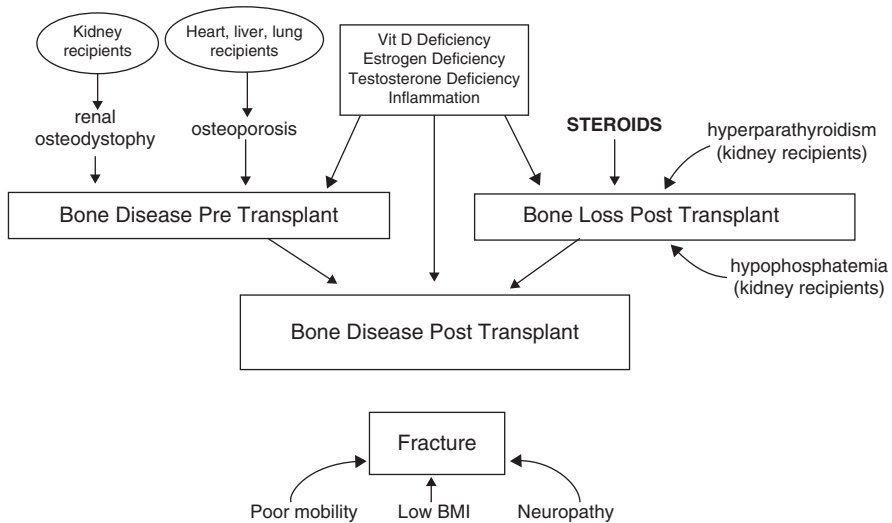 Kidney
recipients
Heart, liver, lung
recipients
Vit D Deficiency
Estrogen Deficiency
Testosterone Deficiency
Inflammation
renal
osteodystophy
osteoporosis
STEROIDS
hyperparathyroidism
(kidney recipients)
Bone Disease Pre Transplant
Bone Loss Post Transplant
hypophosphatemia
(kidney recipients)
Bone Disease Post Transplant
Fracture
Poor mobility
Low BMI
Neuropathy